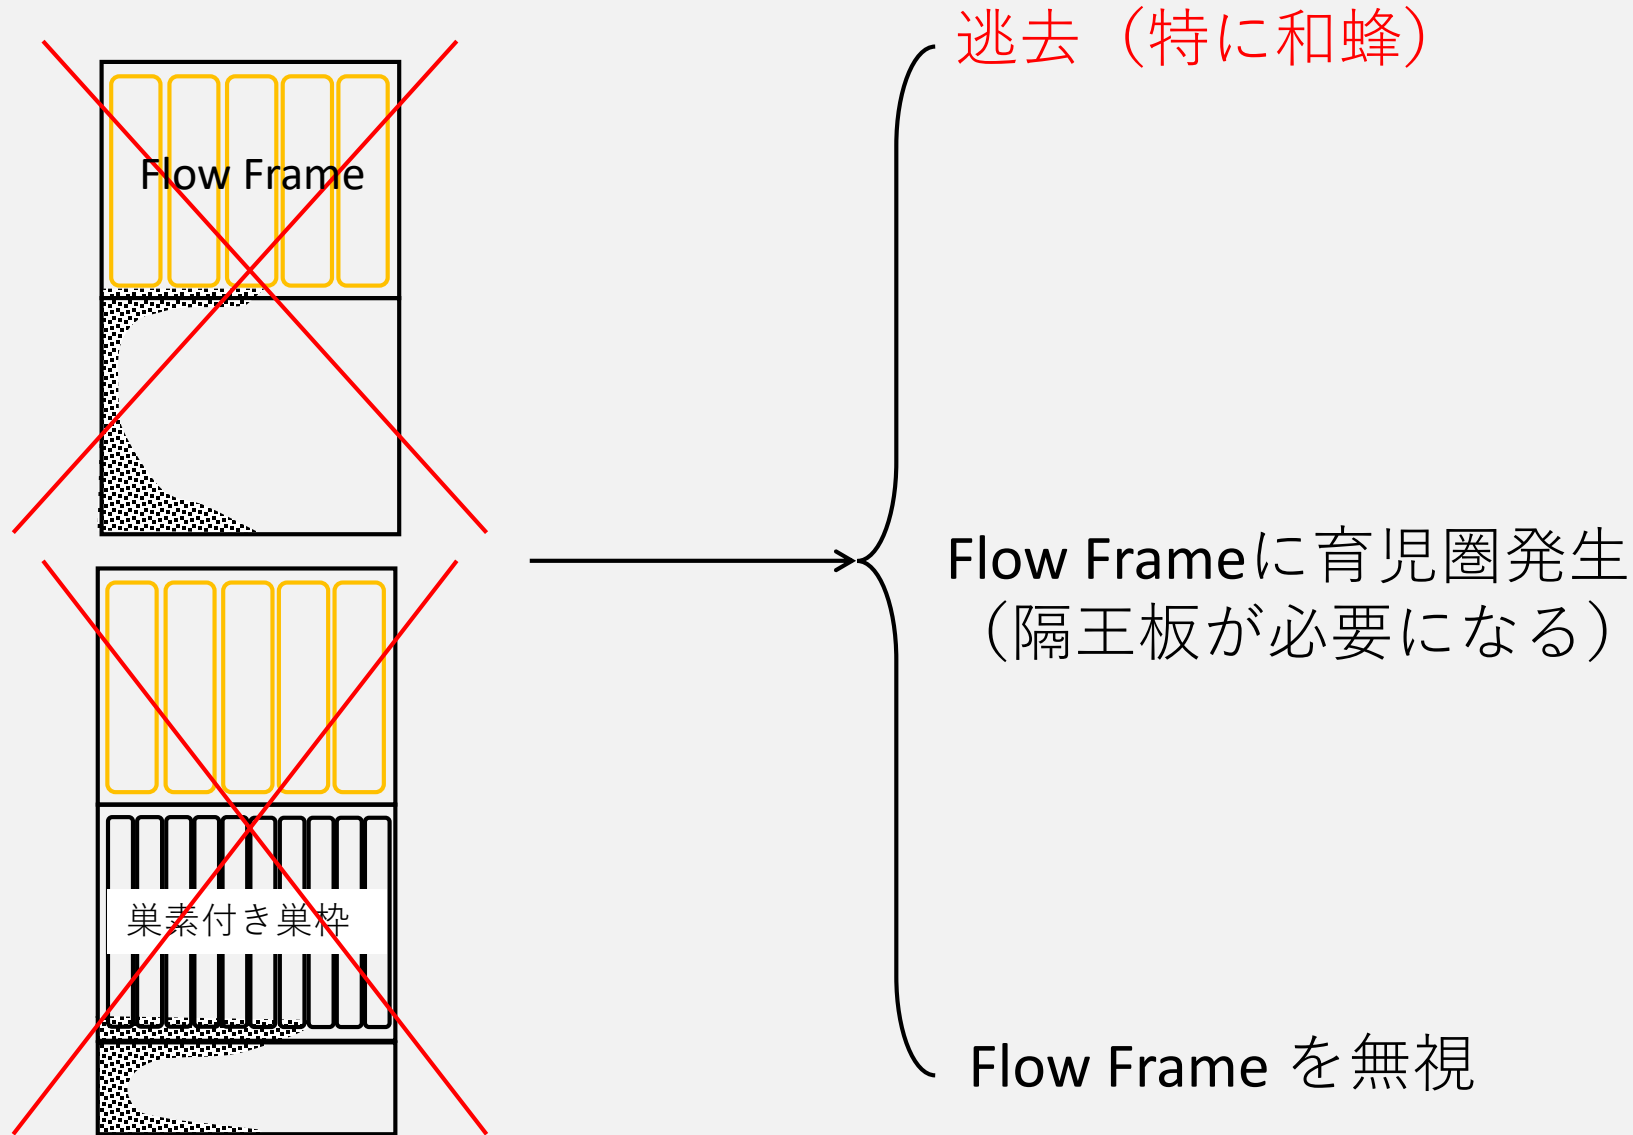 逃去（特に和蜂）
Flow Frame
Flow Frameに育児圏発生
（隔王板が必要になる）
巣素付き巣枠
Flow Frame を無視